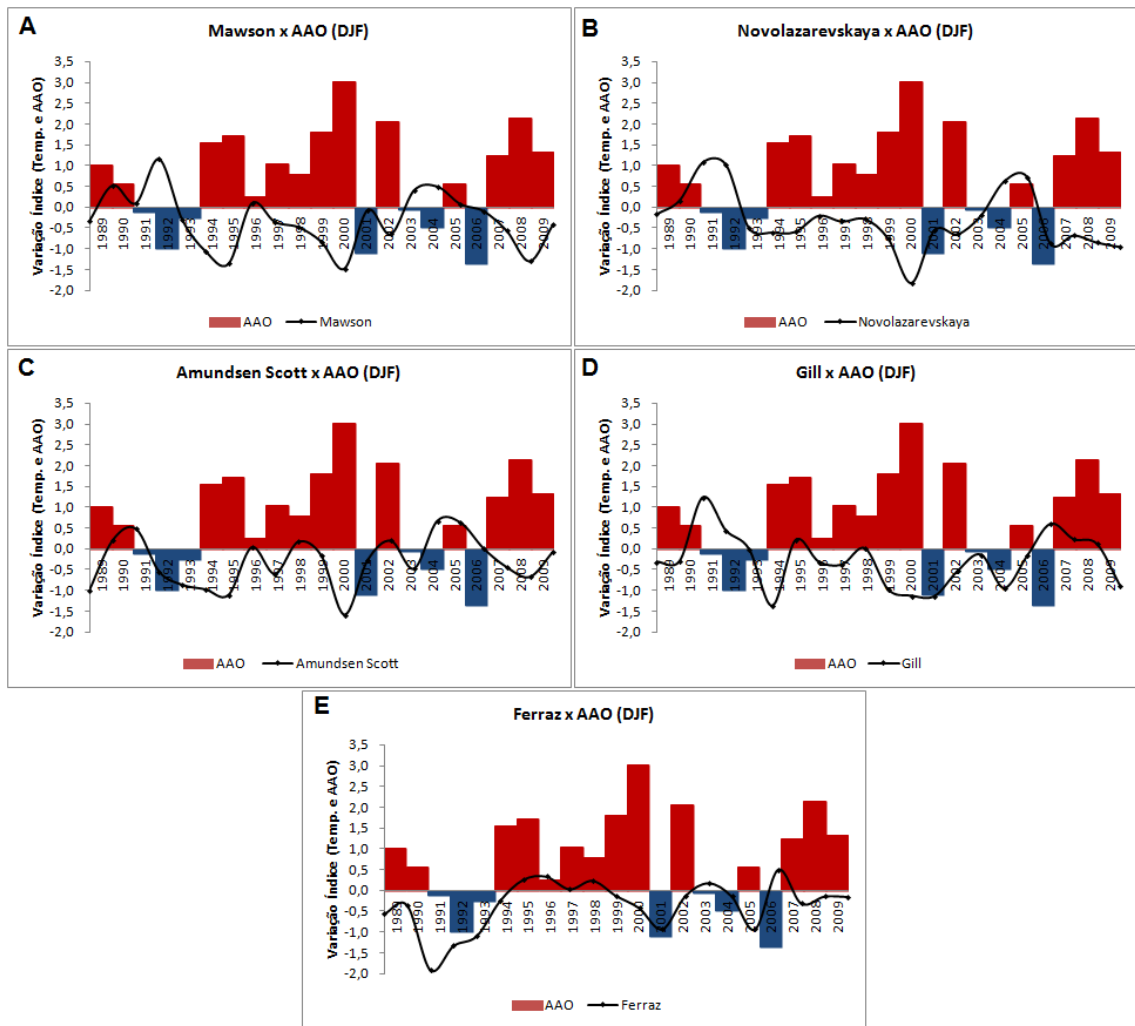 A
Mawson x AAO (DJF)
Variação Índice (Temp. e AAO)
3,5
3,0
2,5
2,0
1,5
1,0
0,5
0,0
-0,5
-1,0
-1,5
-2,0
1989 1990 1991 1992 1993 1994 1995 1996 1997 1998 1999 2000 2001 2002 2003 2004 2005 2006 2007 2008 2009
AAO Mawson
B
Novolazarevskaya x AAO (DJF)
Variação Índice (Temp. e AAO)
3,5
3,0
2,5
2,0
1,5
1,0
0,5
0,0
-0,5
-1,0
-1,5
-2,0
1989 1990 1991 1992 1993 1994 1995 1996 1997 1998 1999 2000 2001 2002 2003 2004 2005 2006 2007 2008 2009
AAO Novolazarevskaya
C
Amundsen Scott x AAO (DJF)
Variação Índice (Temp. e AAO)
3,5
3,0
2,5
2,0
1,5
1,0
0,5
0,0
-0,5
-1,0
-1,5
-2,0
1989 1990 1991 1992 1993 1994 1995 1996 1997 1998 1999 2000 2001 2002 2003 2004 2005 2006 2007 2008 2009
AAO Amundsen Scott
D
Gill x AAO (DJF)
Variação Índice (Temp. e AAO)
3,5
3,0
2,5
2,0
1,5
1,0
0,5
0,0
-0,5
-1,0
-1,5
-2,0
1989 1990 1991 1992 1993 1994 1995 1996 1997 1998 1999 2000 2001 2002 2003 2004 2005 2006 2007 2008 2009
AAO Gill
E
Ferraz x AAO (DJF)
Variação Índice (Temp. e AAO)
3,5
3,0
2,5
2,0
1,5
1,0
0,5
0,0
-0,5
-1,0
-1,5
-2,0
1989 1990 1991 1992 1993 1994 1995 1996 1997 1998 1999 2000 2001 2002 2003 2004 2005 2006 2007 2008 2009
AAO Ferraz